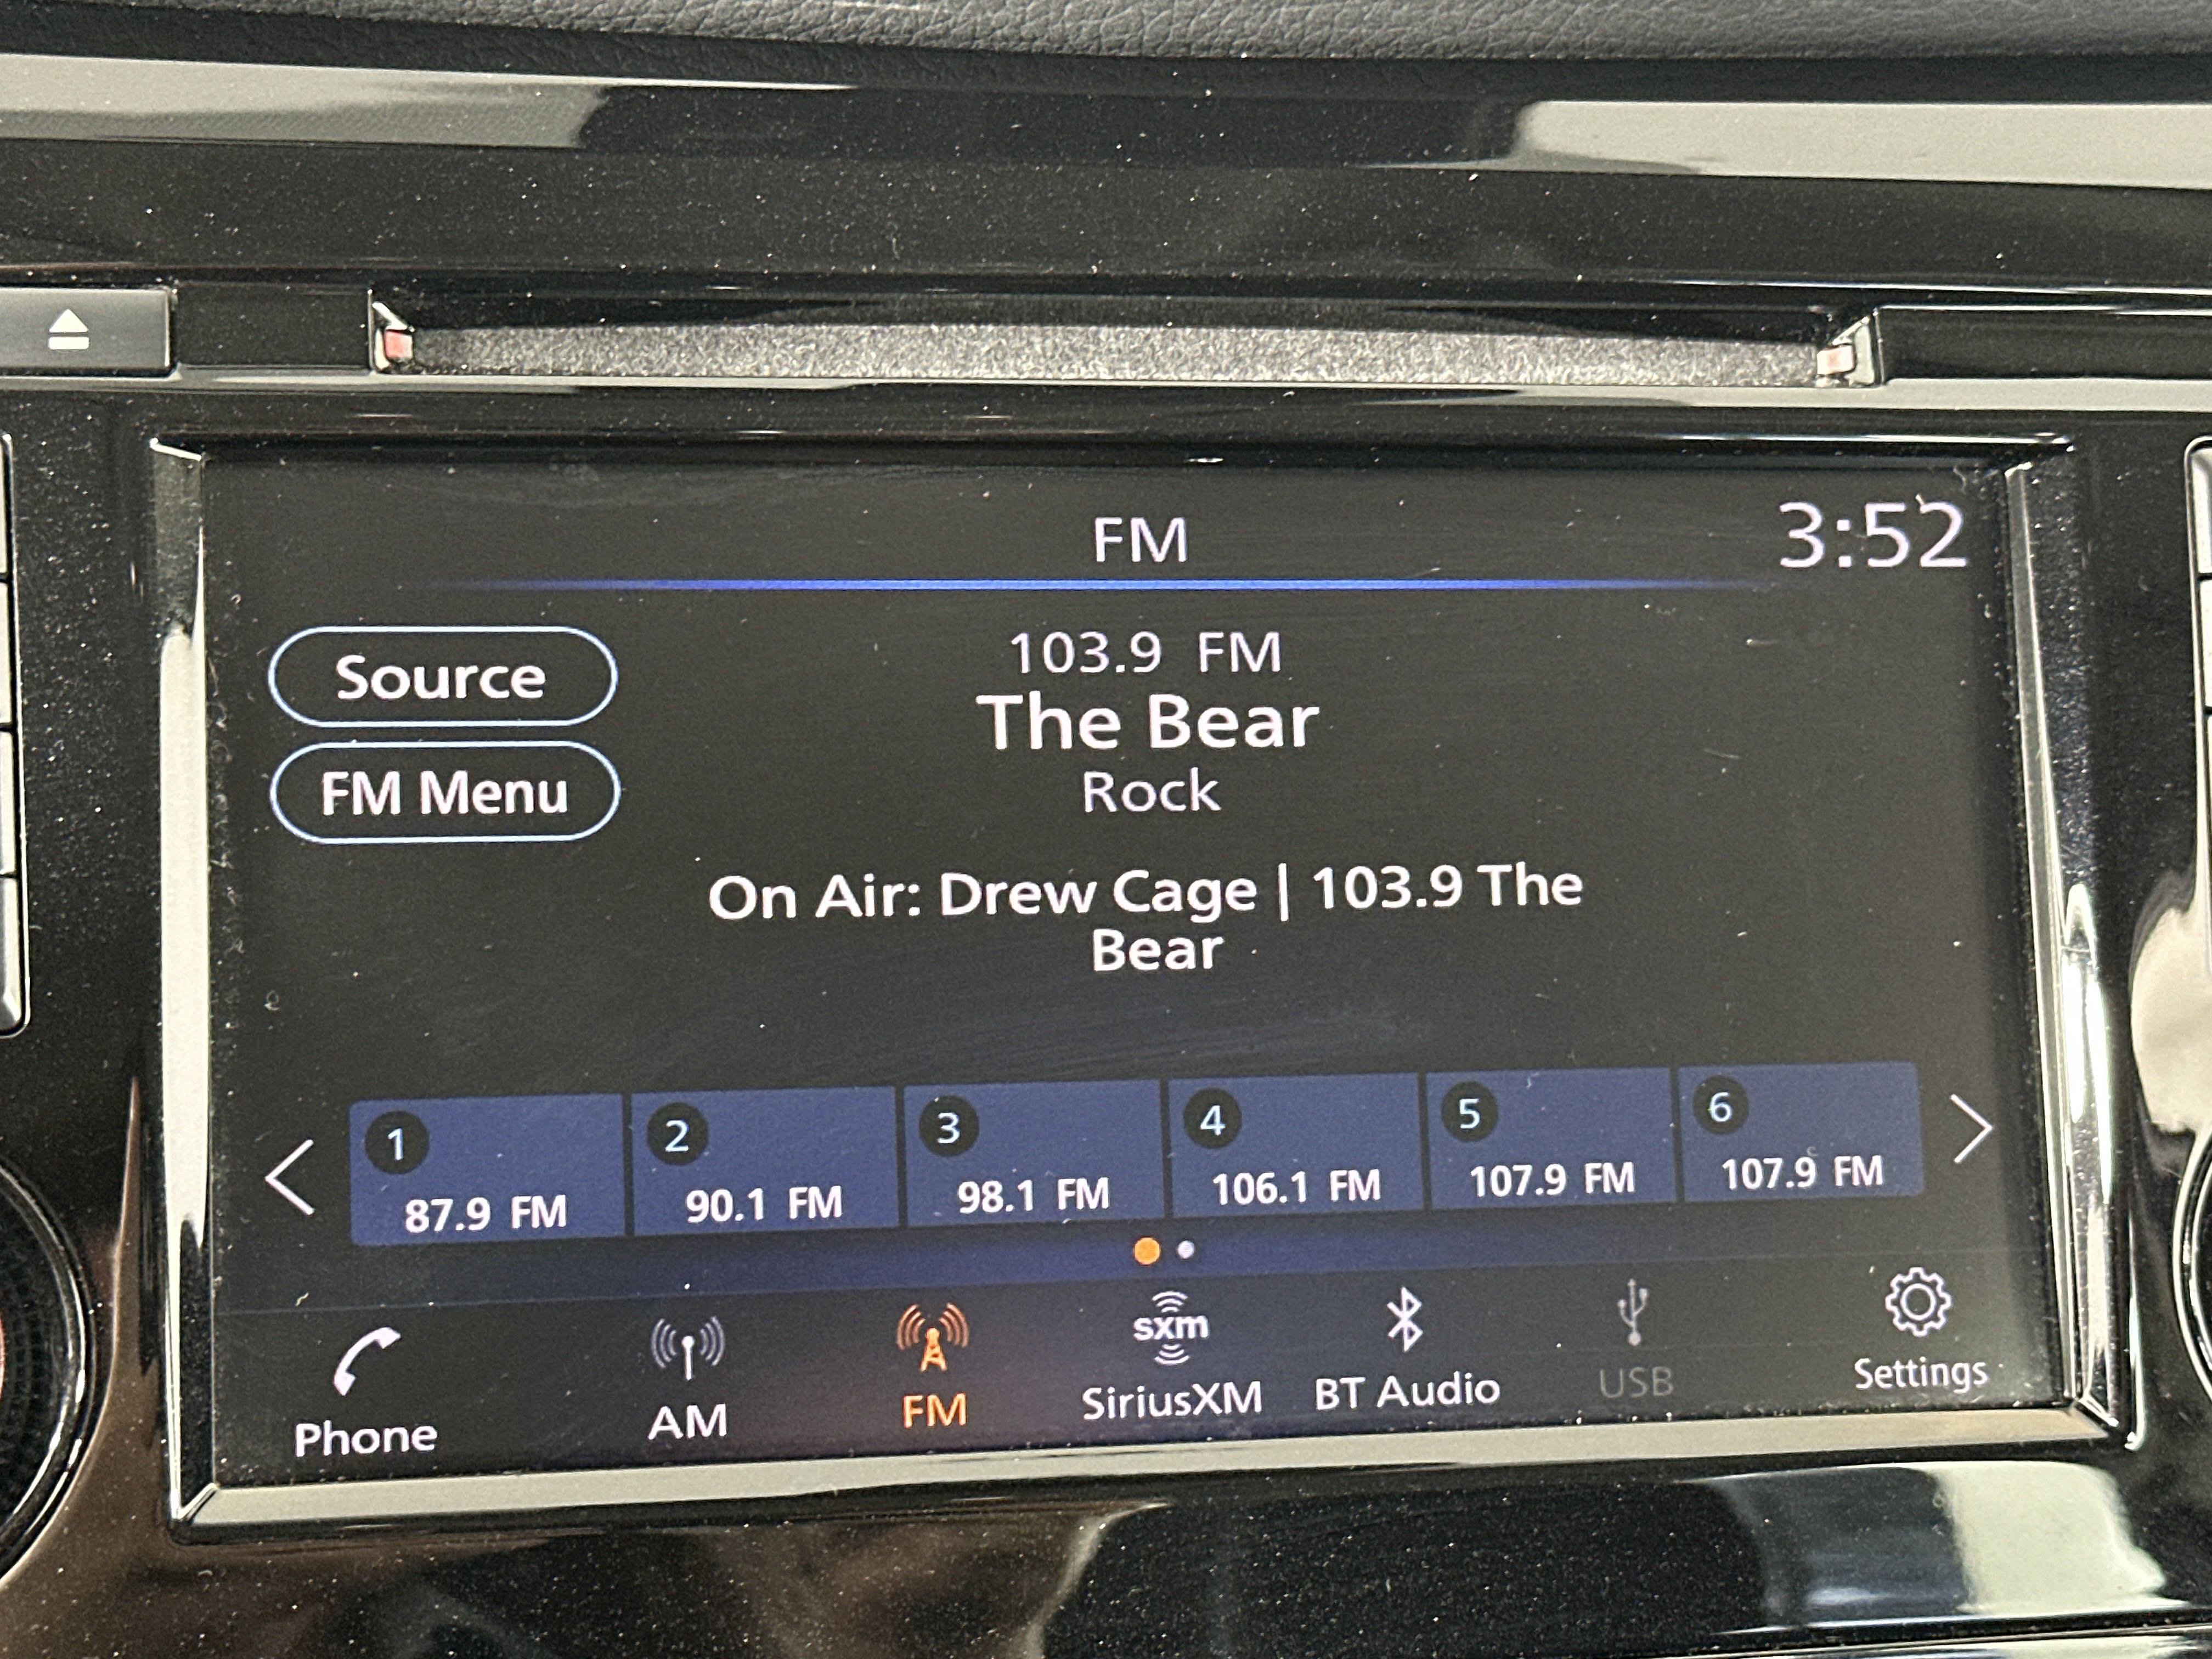 FM
3:52
Source
103.9 FM
The Bear
FM Menu
Rock
On Air: Drew Cage | 103.9 The
Bear
1
2
3
4
5
6
87.9 FM
90.1 FM
98.1 FM
106.1 FM
107.9 FM
107.9 FM
sxm
Phone
AM
FM
SiriusXM
BT Audio
USB
Settings